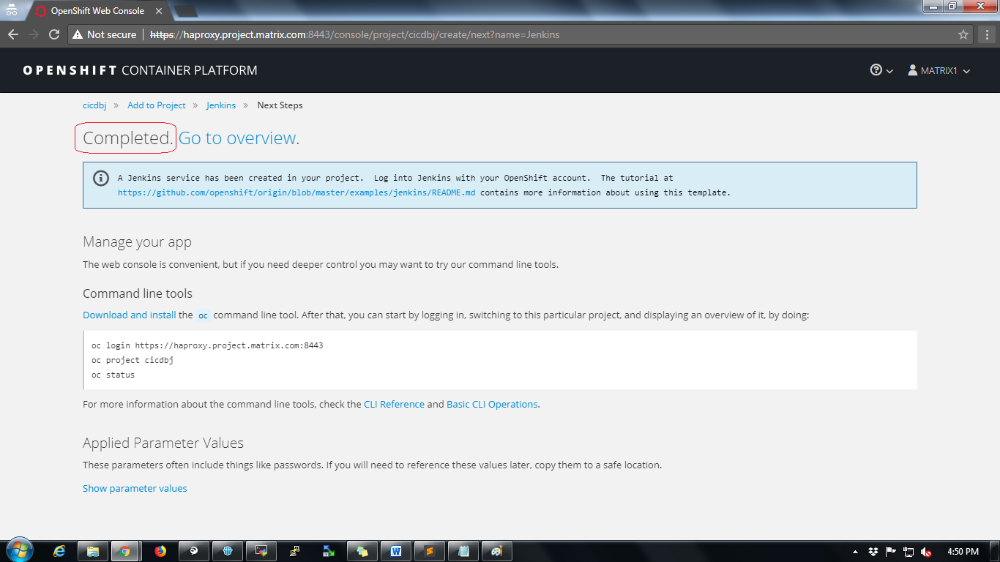 OpenShift Web Console
Not secure https://haproxy.project.matrix.com:8443/console/project/cicdbj/create/next?name=Jenkins
OPENSHIFT CONTAINER PLATFORM
MATRIX1
cicdbj » Add to Project » Jenkins » Next Steps
Completed. Go to overview.
A Jenkins service has been created in your project. Log into Jenkins with your OpenShift account. The tutorial at
https://github.com/openshift/origin/blob/master/examples/jenkins/README.md contains more information about using this template.
Manage your app
The web console is convenient, but if you need deeper control you may want to try our command line tools.
Command line tools
Download and install the oc command line tool. After that, you can start by logging in, switching to this particular project, and displaying an overview of it, by doing:
oc login https://haproxy.project.matrix.com:8443
oc project cicdbj
oc status
For more information about the command line tools, check the CLI Reference and Basic CLI Operations.
Applied Parameter Values
These parameters often include things like passwords. If you will need to reference these values later, copy them to a safe location.
Show parameter values
4:50 PM